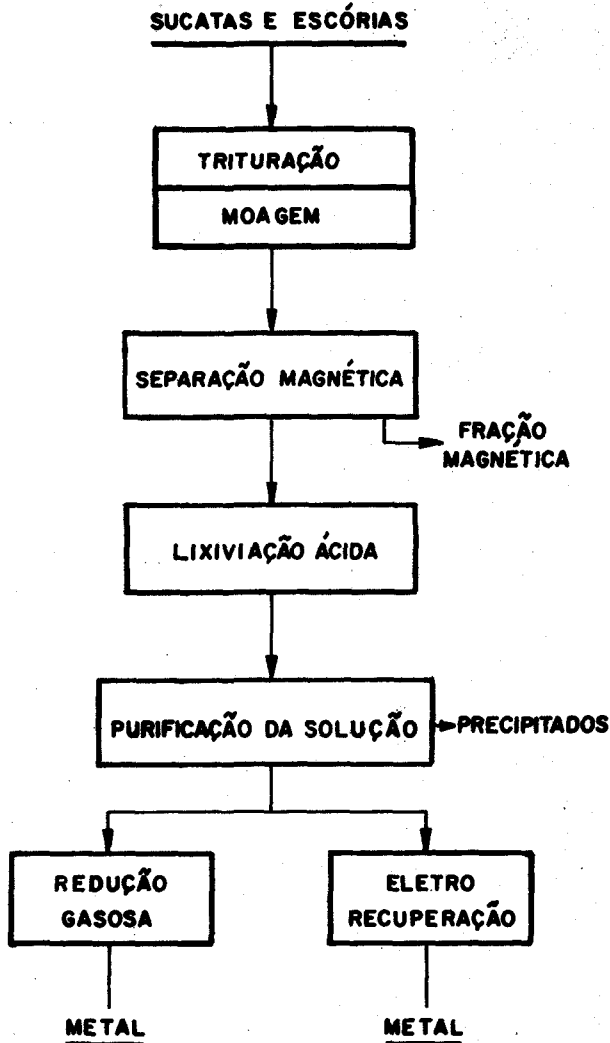 SUCATAS E ESCÓRIAS
TRITURAÇÃO
MOAGEM
SEPARAÇÃO MAGNÉTICA
FRAÇÃO
MAGNÉTICA
LIXIVIAÇÃO ÁCIDA
PURIFICAÇÃO DA SOLUÇÃO
PRECIPITADOS
REDUÇÃO
GASOSA
ELETRO
RECUPERAÇÃO
METAL
METAL